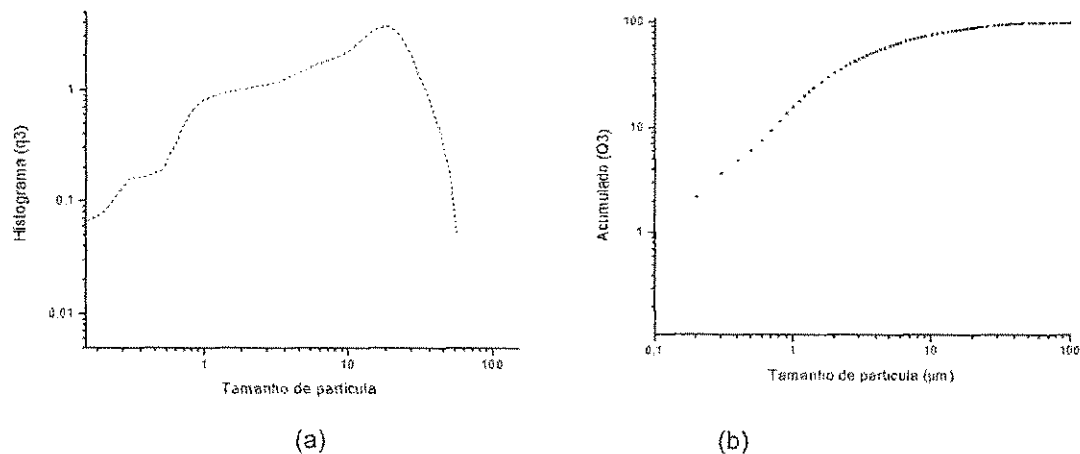 Histograma (q3)
1
0.1
0.01
1
10
100
Tamanho de partícula
(a)
Acumulado (Q3)
100
10
1
0,1
1
10
100
Tamanho de partícula (µm)
(b)